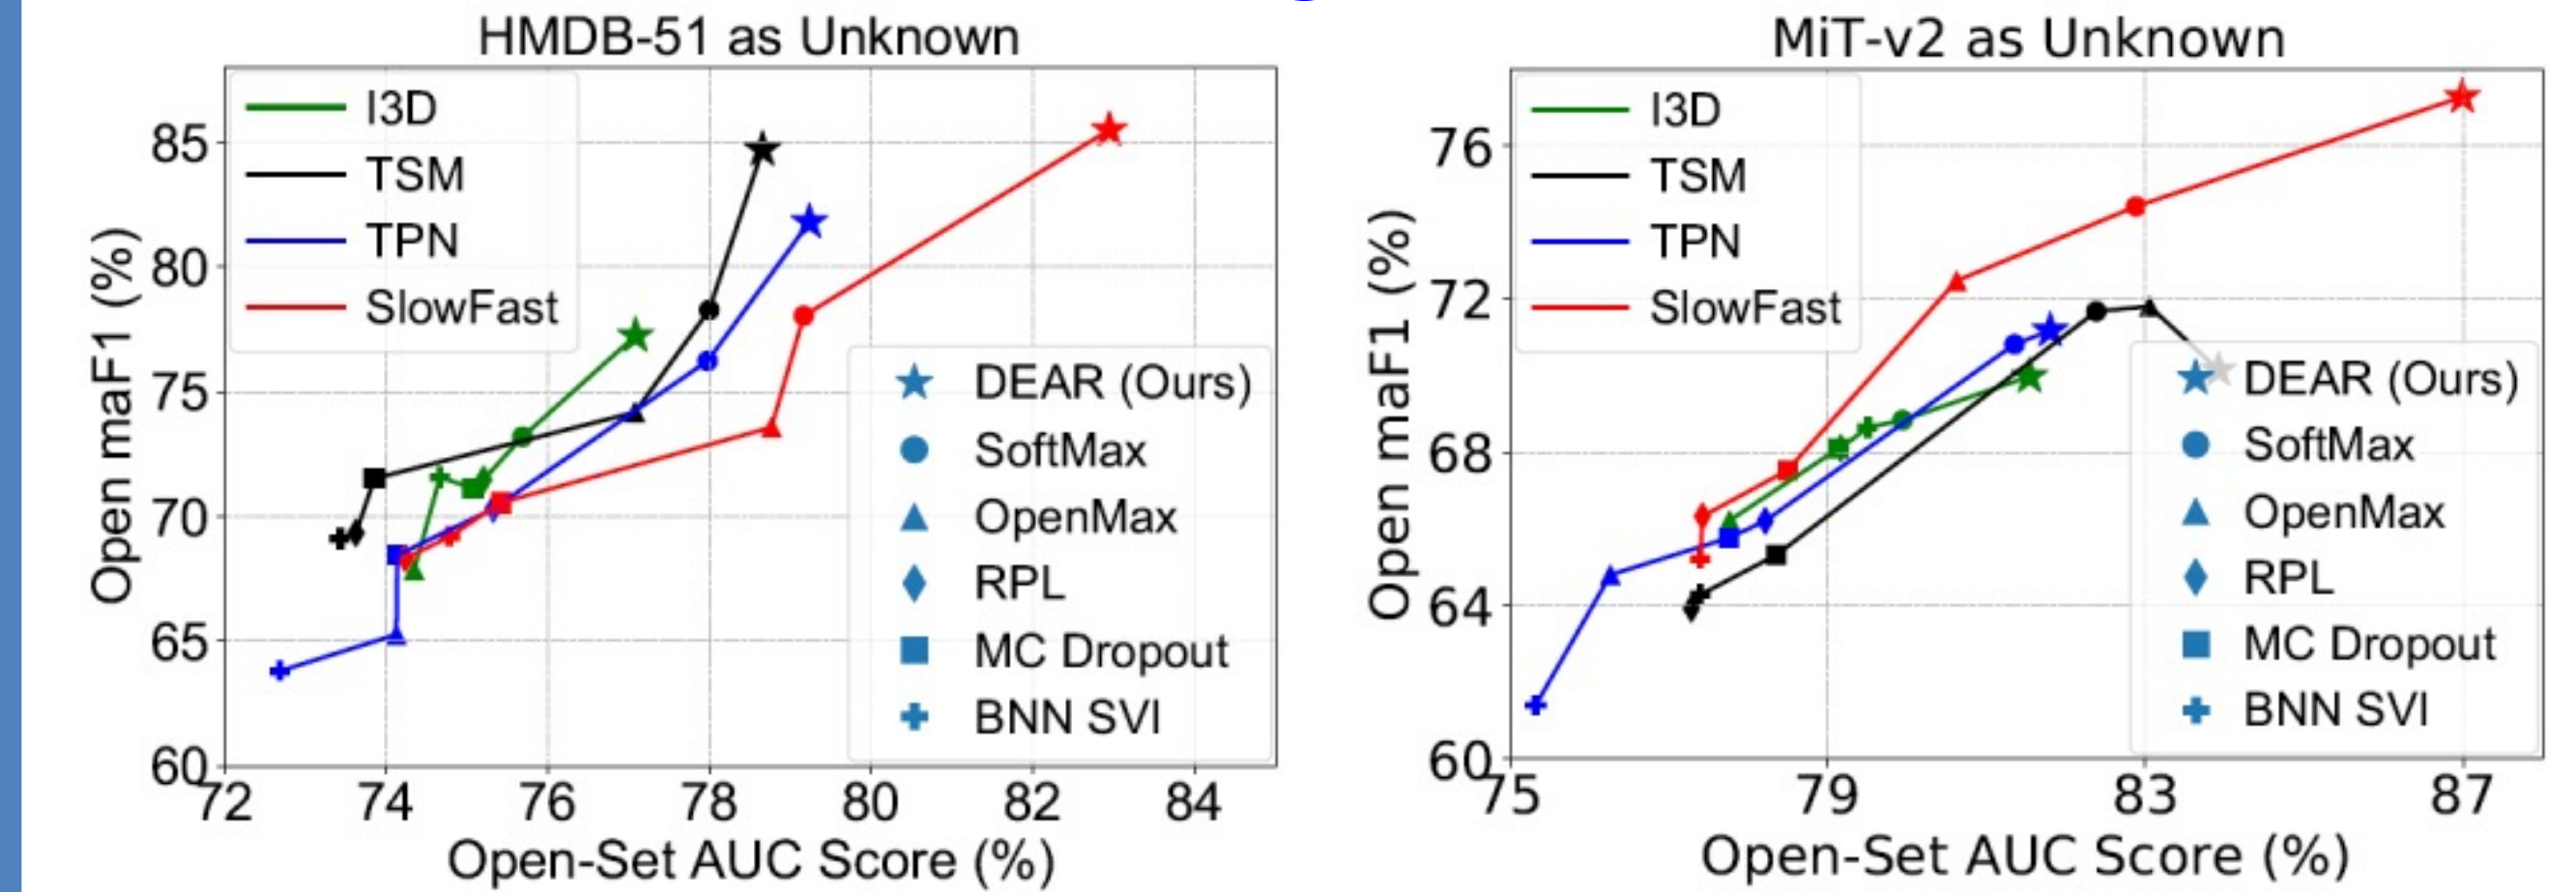 HMDB-51 as Unknown
I3D
TSM
TPN
SlowFast
DEAR (Ours)
SoftMax
OpenMax
RPL
MC Dropout
BNN SVI
85
80
75
70
65
60
72 74 76 78 80 82 84
Open maF1 (%)
Open-Set AUC Score (%)
MiT-v2 as Unknown
I3D
TSM
TPN
SlowFast
DEAR (Ours)
SoftMax
OpenMax
RPL
MC Dropout
BNN SVI
76
72
68
64
60
75 79 83 87
Open maF1 (%)
Open-Set AUC Score (%)